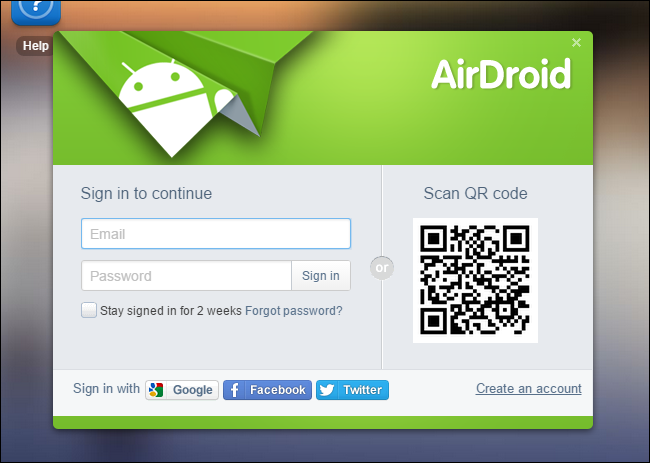 ?
Help
AirDroid
Sign in to continue
Scan QR code
Email
or
Password
Sign in
Stay signed in for 2 weeks Forgot password?
Sign in with Google Facebook Twitter
Create an account